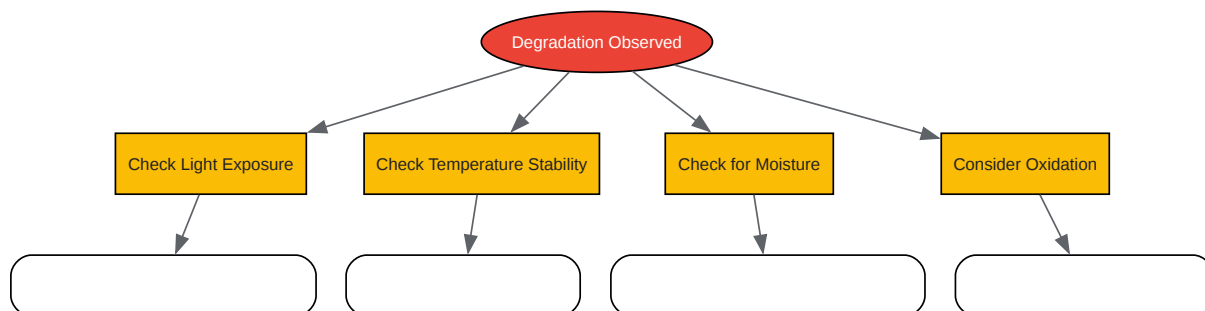 Degradation Observed
Check Light Exposure
Check Temperature Stability
Check for Moisture
Consider Oxidation